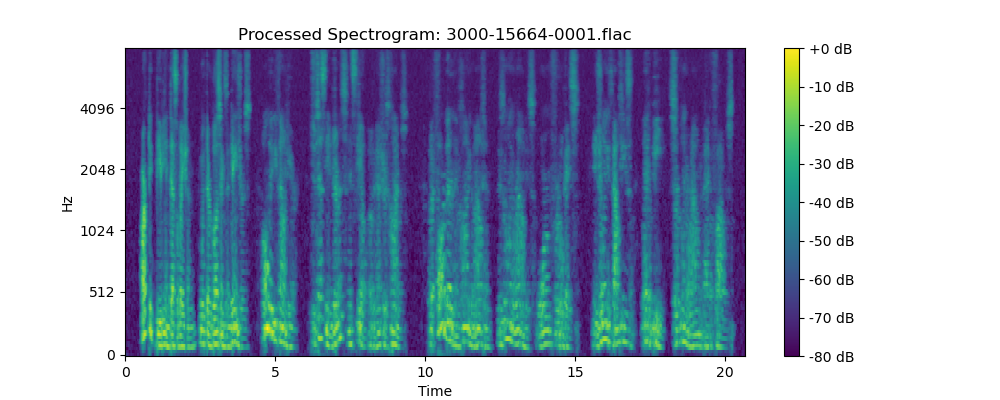 Processed Spectrogram: 3000-15664-0001.flac
Hz
4096
2048
1024
512
0
0 5 10 15 20
Time
+0 dB
-10 dB
-20 dB
-30 dB
-40 dB
-50 dB
-60 dB
-70 dB
-80 dB